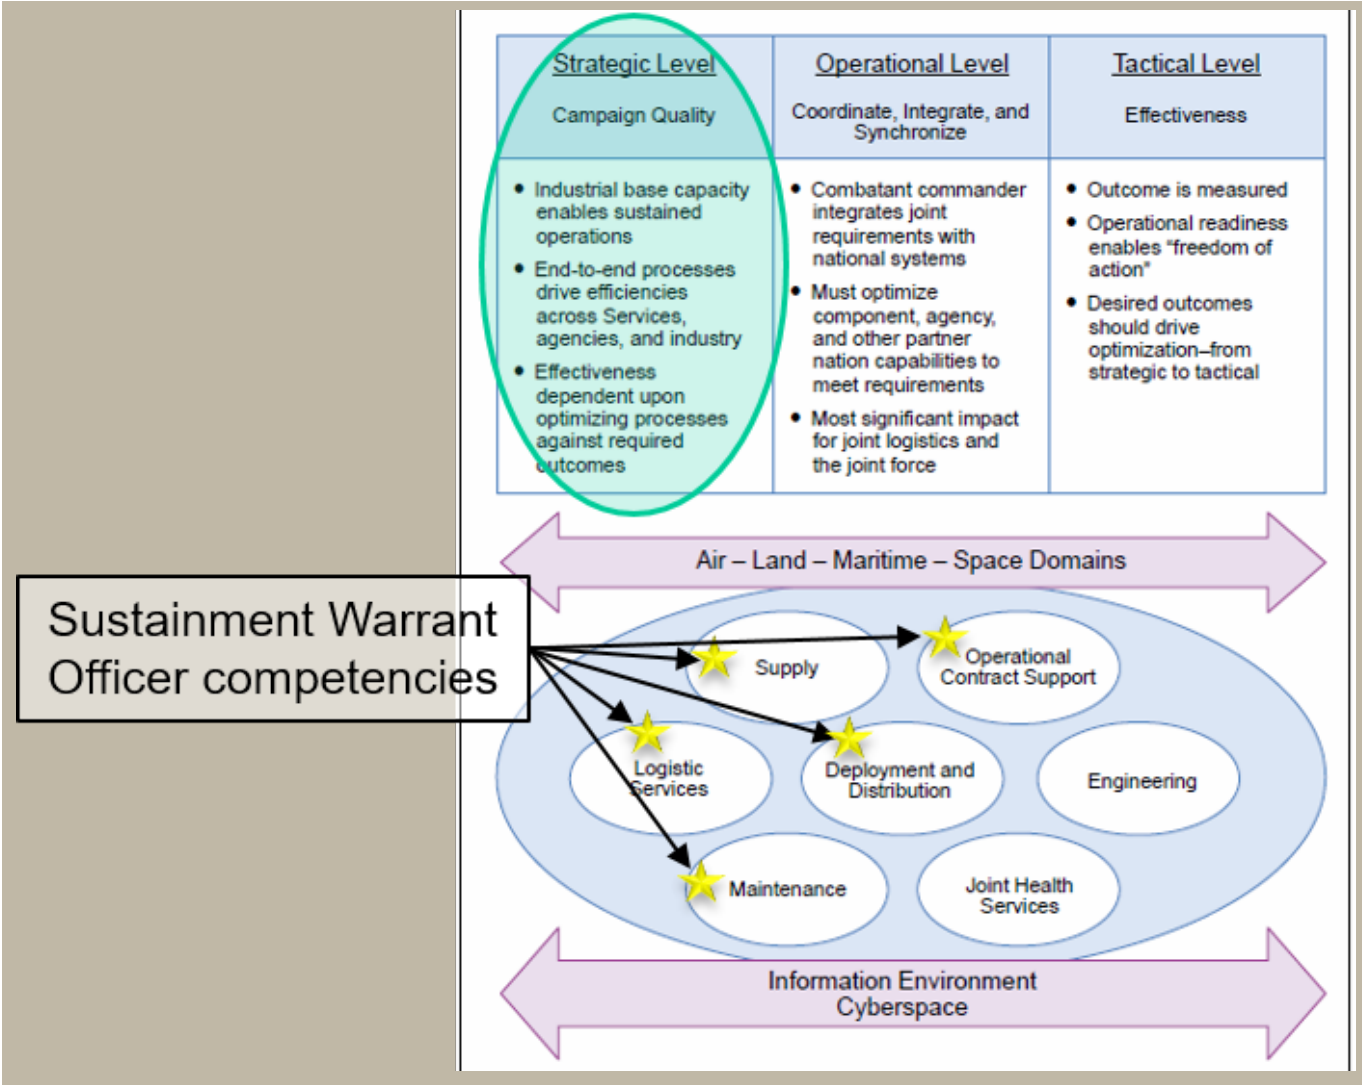 Strategic Level
Campaign Quality
• Industrial base capacity
enables sustained
operations
• End-to-end processes
drive efficiencies
across Services,
agencies, and industry
• Effectiveness
dependent upon
optimizing processes
against required
outcomes
Operational Level
Coordinate, Integrate, and
Synchronize
• Combatant commander
integrates joint
requirements with
national systems
• Must optimize
component, agency,
and other partner
nation capabilities to
meet requirements
• Most significant impact
for joint logistics and
the joint force
Tactical Level
Effectiveness
• Outcome is measured
• Operational readiness
enables “freedom of
action”
• Desired outcomes
should drive
optimization–from
strategic to tactical
Air – Land – Maritime – Space Domains
Sustainment Warrant
Officer competencies
Supply
Operational
Contract Support
Logistic
Services
Deployment and
Distribution
Engineering
Maintenance
Joint Health
Services
Information Environment
Cyberspace